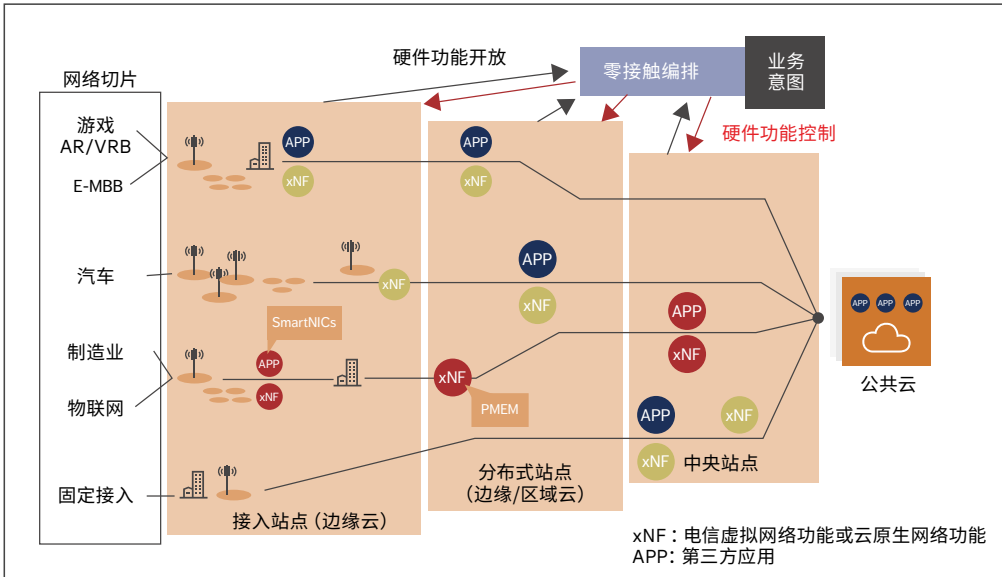 硬件功能开放
零接触编排
业务
意图
硬件功能控制
网络切片
游戏
AR/VRB
E-MBB
汽车
制造业
物联网
固定接入
APP
xNF
APP
xNF
xNF
APP
xNF
SmartNICs
APP
xNF
xNF
PMEM
APP
xNF
APP
xNF
xNF
APP APP APP
公共云
接入站点（边缘云）
分布式站点
（边缘/区域云）
中央站点
xNF：电信虚拟网络功能或云原生网络功能
APP：第三方应用